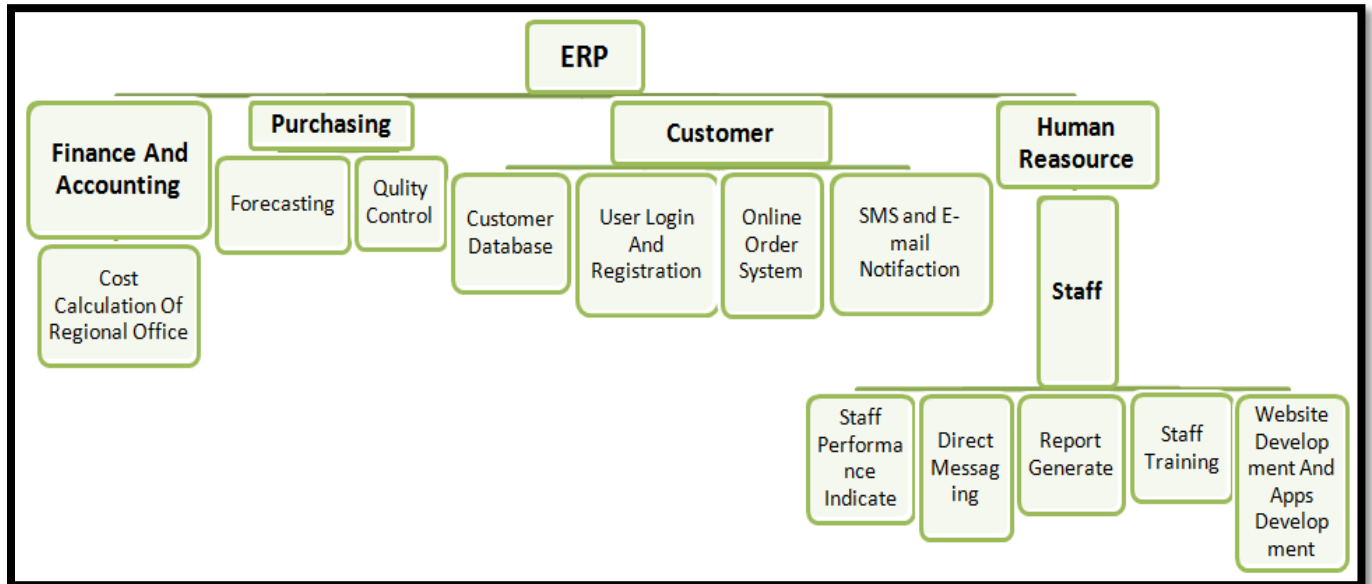 ERP
Finance And
Accounting
Purchasing
Customer
Human
Reasource
Forecasting
Qulity
Control
Customer
Database
User Login
And
Registration
Online
Order
System
SMS and E-
mail
Notifaction
Cost
Calculation Of
Regional Office
Staff
Staff
Performa
nce
Indicate
Direct
Messag
ing
Report
Generate
Staff
Training
Website
Develop
ment And
Apps
Develop
ment